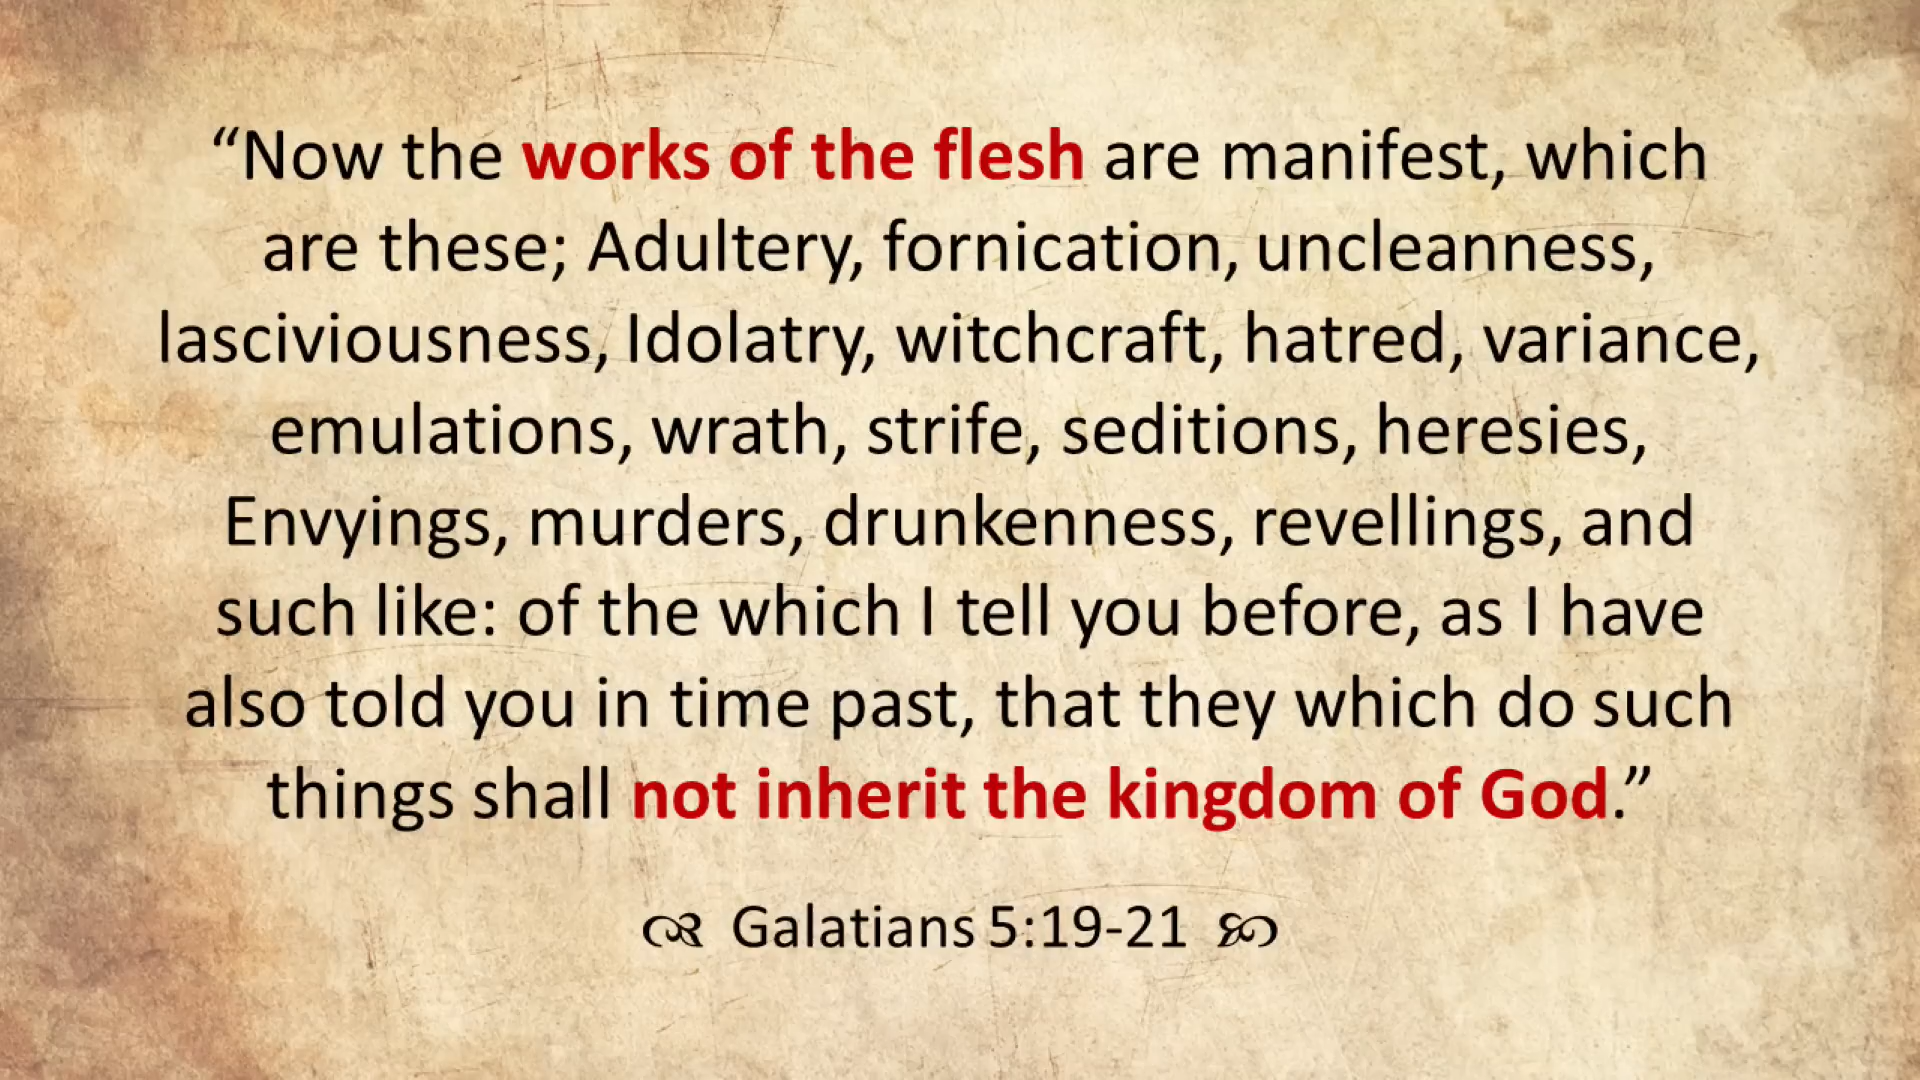 “Now the works of the flesh are manifest, which
are these; Adultery, fornication, uncleanness,
lasciviousness, Idolatry, witchcraft, hatred, variance,
emulations, wrath, strife, seditions, heresies,
Envyings, murders, drunkenness, revellings, and
such like: of the which I tell you before, as I have
also told you in time past, that they which do such
things shall not inherit the kingdom of God.”
Galatians 5:19-21